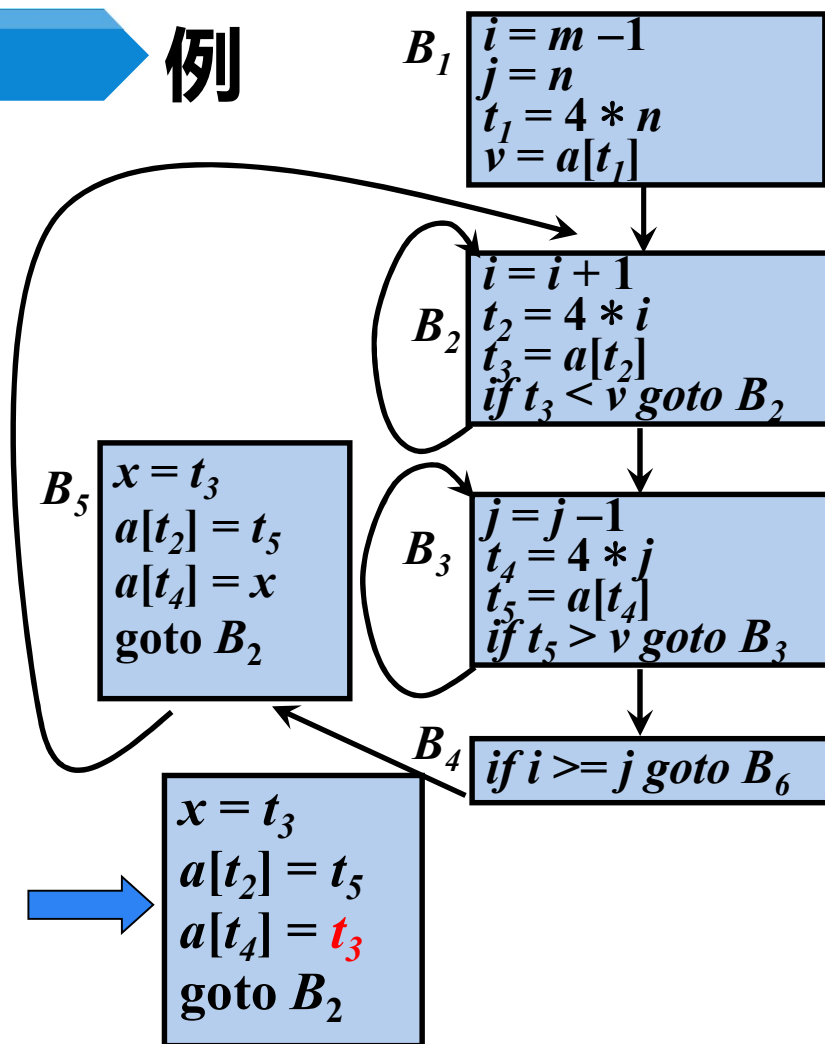 例
B₁
i = m −1
j = n
t₁ = 4 * n
v = a[t₁]
B₂
i = i + 1
t₂ = 4 * i
t₃ = a[t₂]
if t₃ < v goto B₂
B₃
j = j −1
t₄ = 4 * j
t₅ = a[t₄]
if t₅ > v goto B₃
B₅
x = t₃
a[t₂] = t₅
a[t₄] = x
goto B₂
B₄
if i >= j goto B₆
x = t₃
a[t₂] = t₅
a[t₄] = t₃
goto B₂